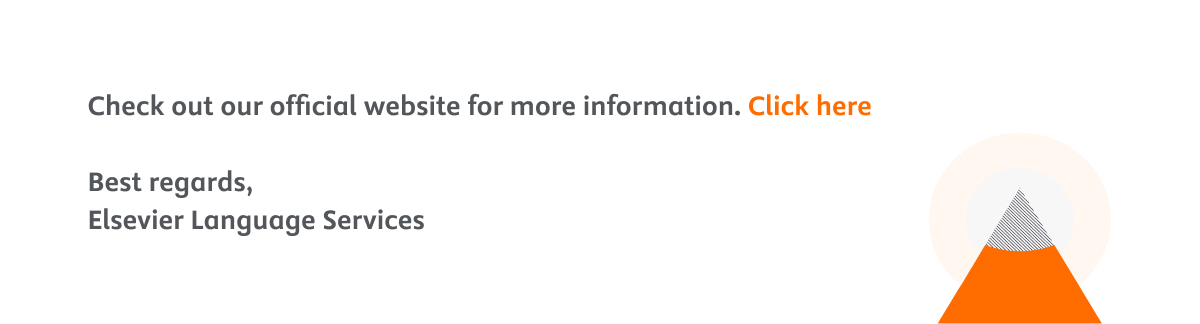 Check out our official website for more information. Click here
Best regards,
Elsevier Language Services